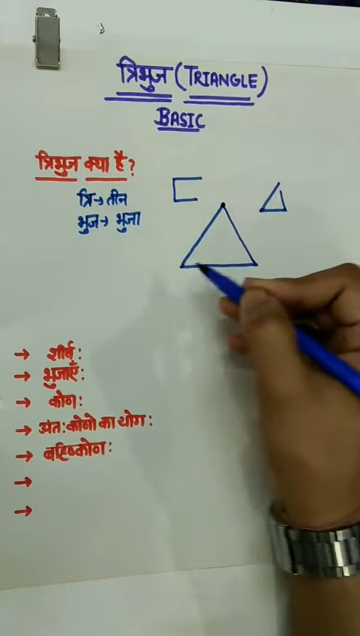 त्रिभुज (TRIANGLE)
BASIC
त्रिभुज क्या है?
त्रि → तीन
भुज → भुजा
→ शीर्ष:
→ भुजाएँ:
→ कोण:
→ अंत:कोणो का योग:
→ बहिष्कोण:
→
→